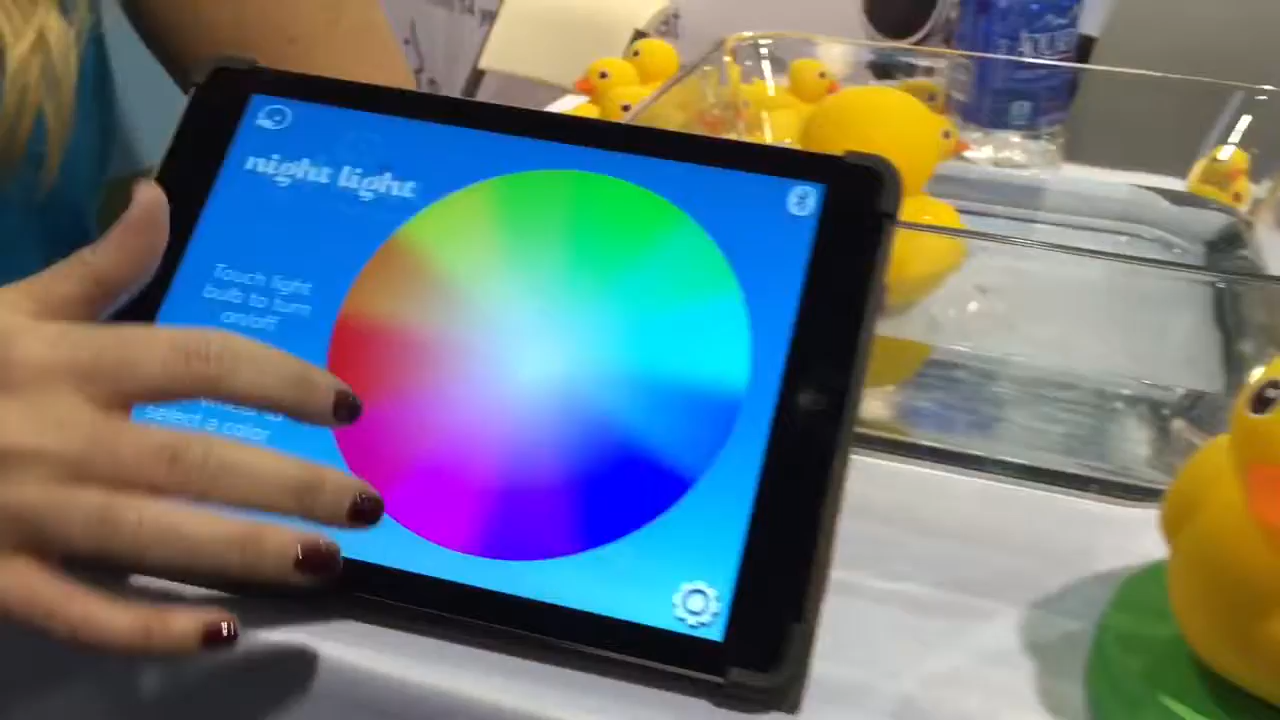 night light
Touch light
bulb to turn
on/off
select a color